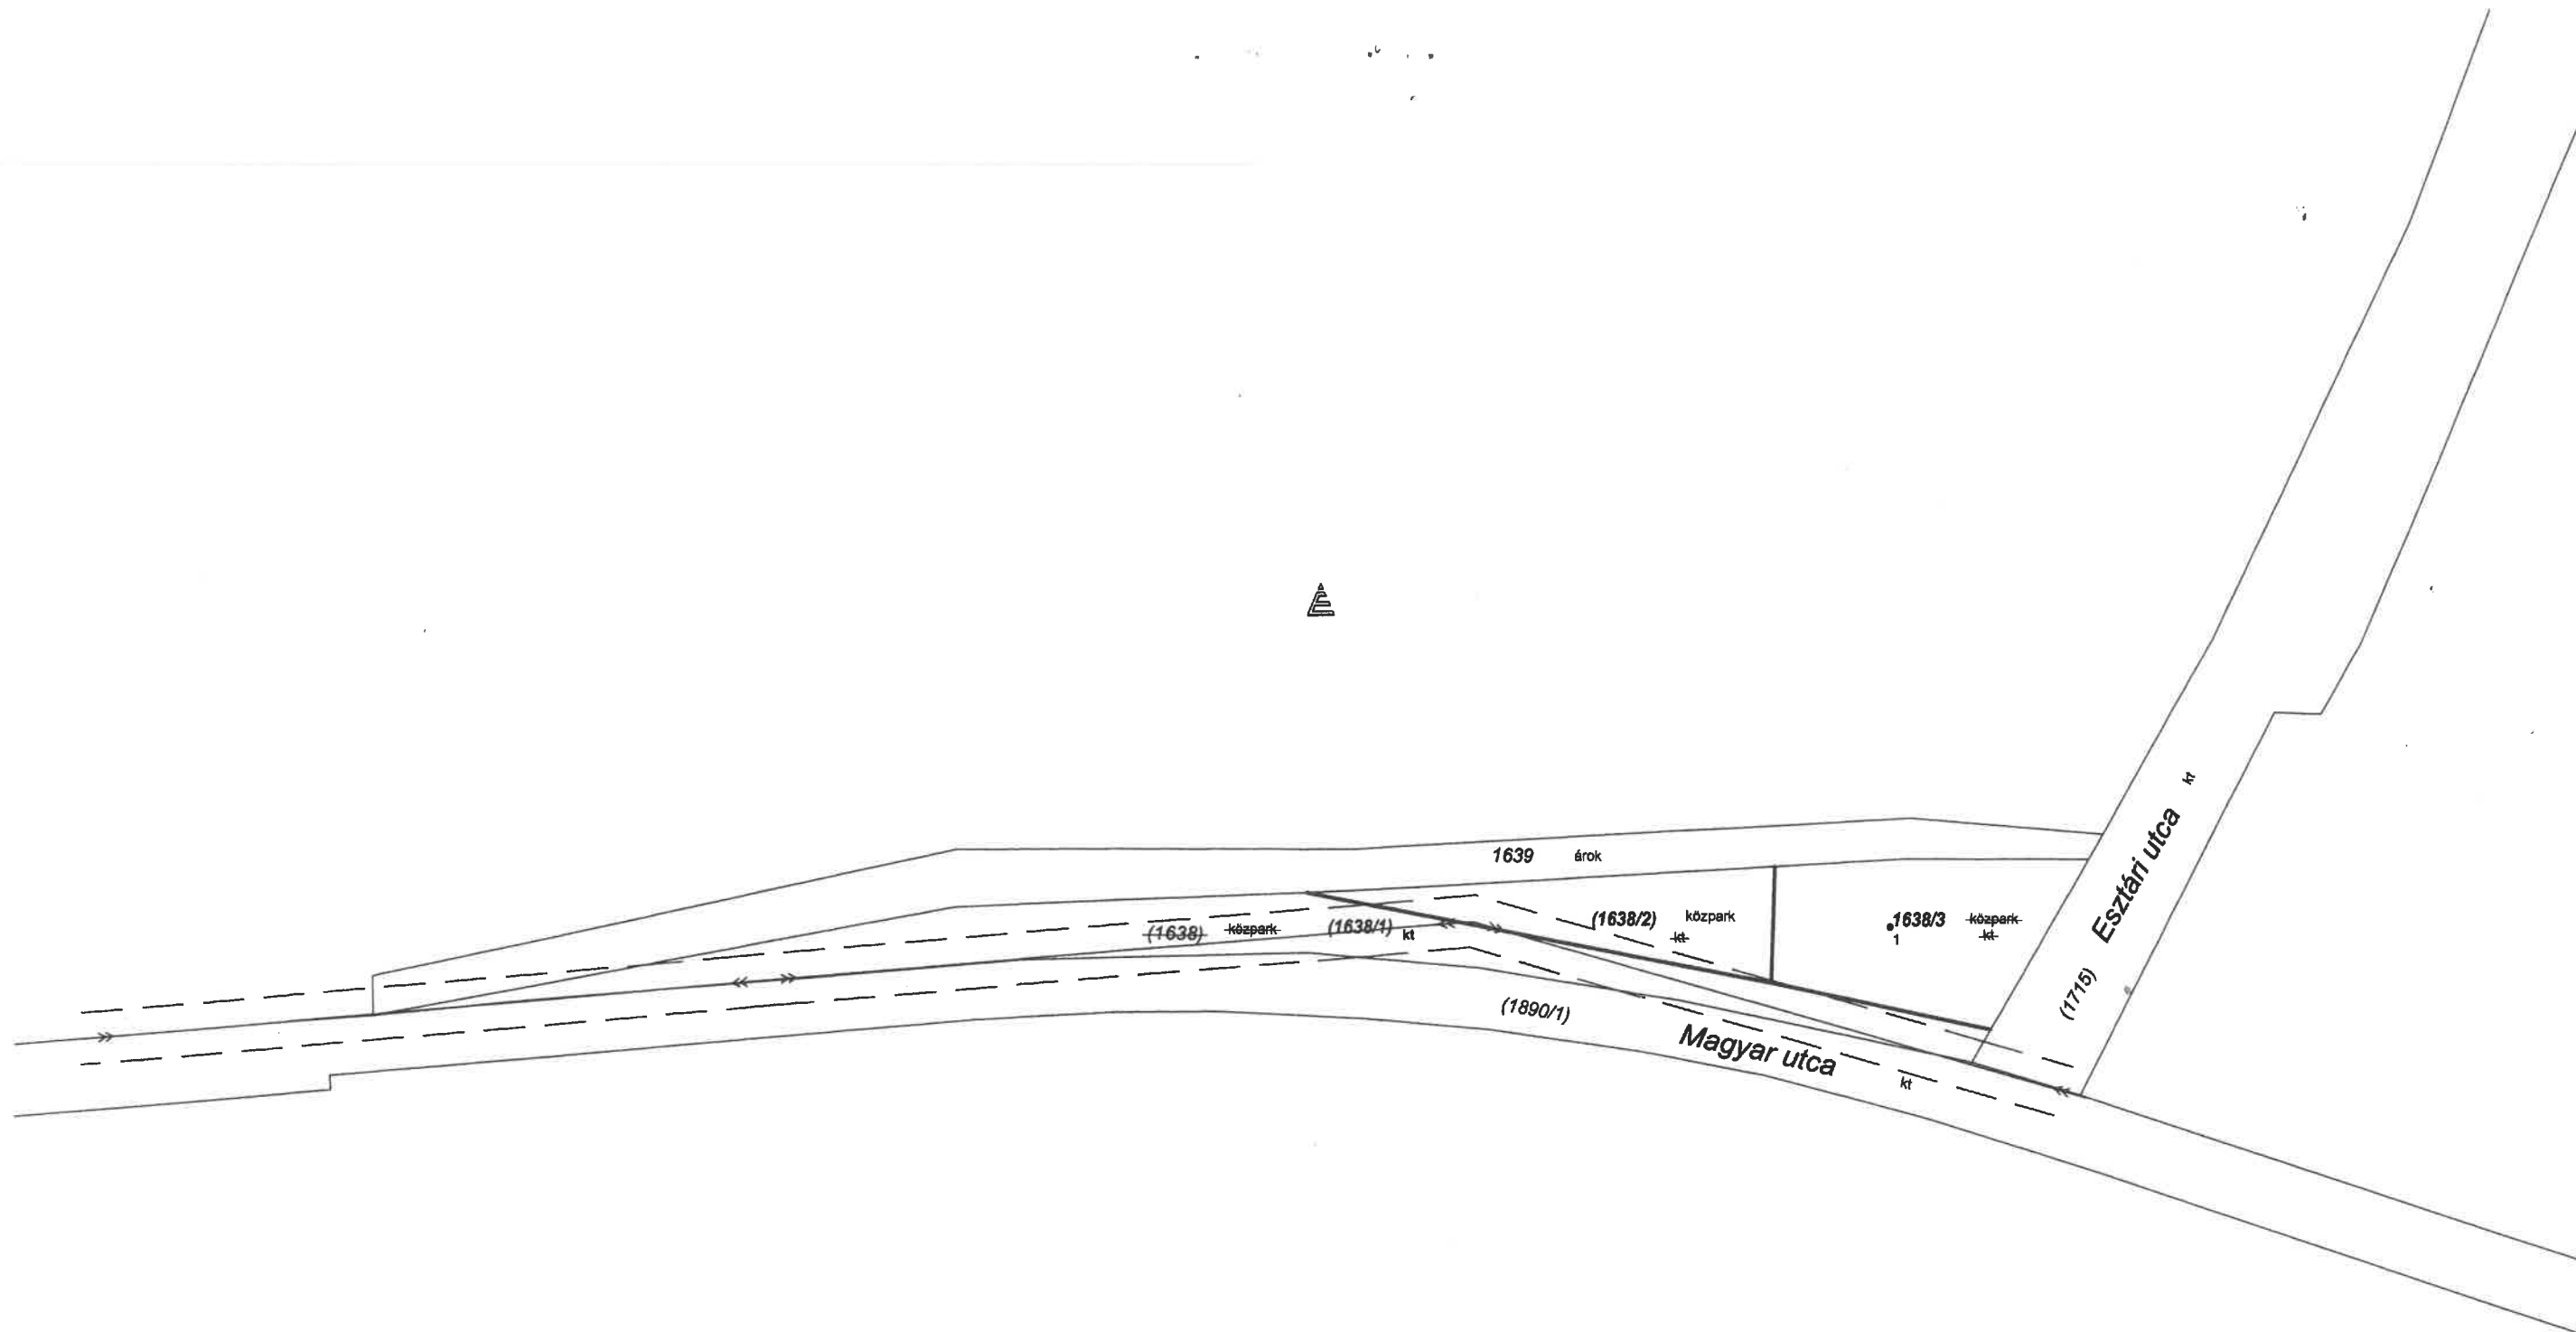 É
1639 árok
(1638) közpark (1638/1) kt
(1638/2) közpark
kt
1638/3 közpark
1 kt
(1715) Esztári utca kt
(1890/1)
Magyar utca kt